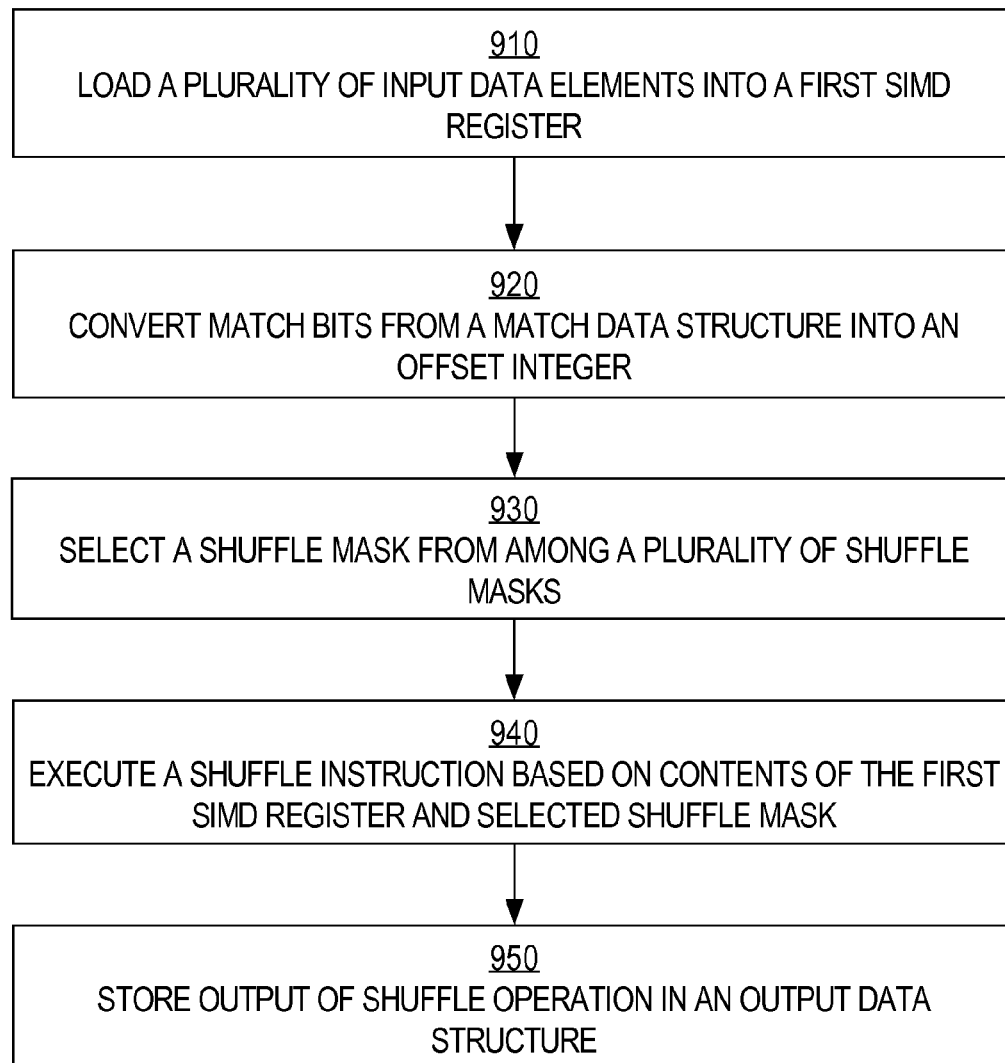 910
LOAD A PLURALITY OF INPUT DATA ELEMENTS INTO A FIRST SIMD
REGISTER
920
CONVERT MATCH BITS FROM A MATCH DATA STRUCTURE INTO AN
OFFSET INTEGER
930
SELECT A SHUFFLE MASK FROM AMONG A PLURALITY OF SHUFFLE
MASKS
940
EXECUTE A SHUFFLE INSTRUCTION BASED ON CONTENTS OF THE FIRST
SIMD REGISTER AND SELECTED SHUFFLE MASK
950
STORE OUTPUT OF SHUFFLE OPERATION IN AN OUTPUT DATA
STRUCTURE